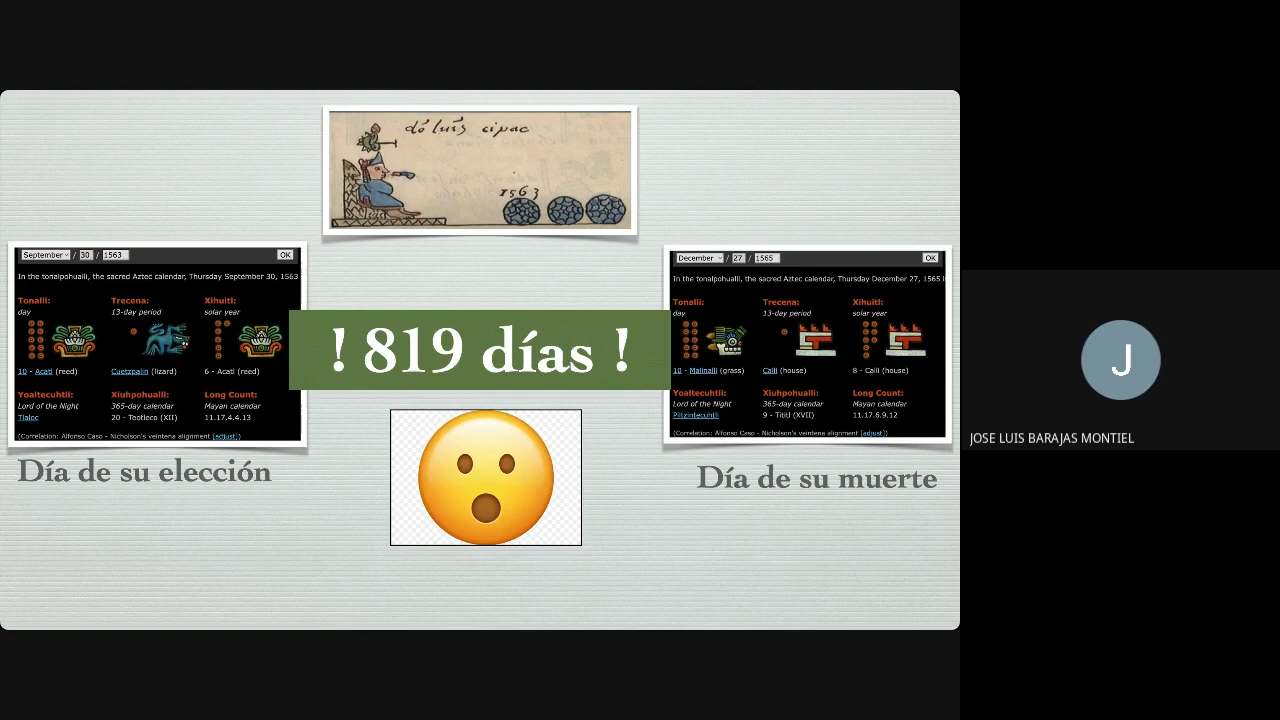 dó luis cipac
1563
September / 30 / 1563 OK
In the tonalpohualli, the sacred Aztec calendar, Thursday September 30, 1563
Tonalli: Trecena: Xihuitl:
day 13-day period solar year
10 - Acatl (reed) Cuetzpalin (lizard) 6 - Acatl (reed)
Yoaltecuhtli: Xiuhpohualli: Long Count:
Lord of the Night 365-day calendar Mayan calendar
Tlaloc 20 - Teotleco (XII) 11.17.4.4.13
(Correlation: Alfonso Caso - Nicholson's veintena alignment [adjust])
Día de su elección
! 819 días !
December / 27 / 1565 OK
In the tonalpohualli, the sacred Aztec calendar, Thursday December 27, 1565 i
Tonalli: Trecena: Xihuitl:
day 13-day period solar year
10 - Malinalli (grass) Calli (house) 8 - Calli (house)
Yoaltecuhtli: Xiuhpohualli: Long Count:
Lord of the Night 365-day calendar Mayan calendar
Piltzintecuhtli 9 - Tititl (XVII) 11.17.6.9.12
(Correlation: Alfonso Caso - Nicholson's veintena alignment [adjust])
Día de su muerte
J
JOSE LUIS BARAJAS MONTIEL